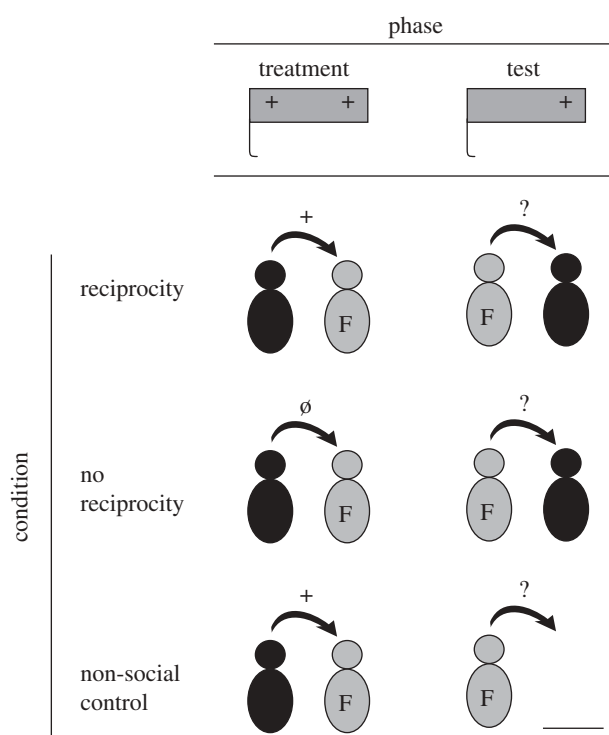 phase
treatment test
+ + +
+ ?
reciprocity
F F
ø ?
no
reciprocity
F F
condition
+ ?
non-social
control
F F